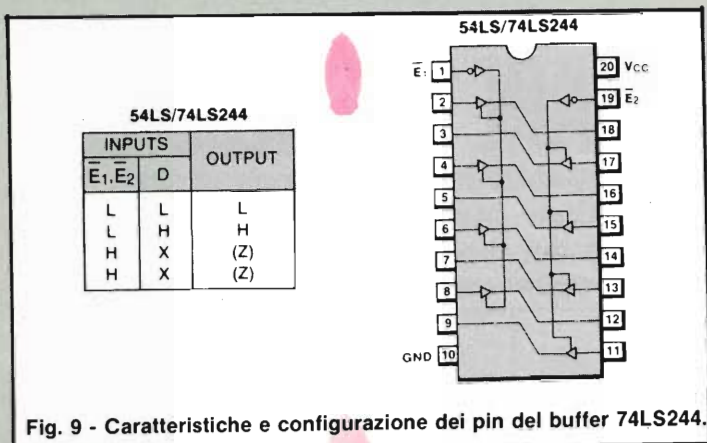 54LS/74LS244
INPUTS OUTPUT
E̅1.E̅2 D
L L L
L H H
H X (Z)
H X (Z)
54LS/74LS244
E̅1 1 20 VCC
2 19 E̅2
3 18
4 17
5 16
6 15
7 14
8 13
9 12
GND 10 11
Fig. 9 - Caratteristiche e configurazione dei pin del buffer 74LS244.